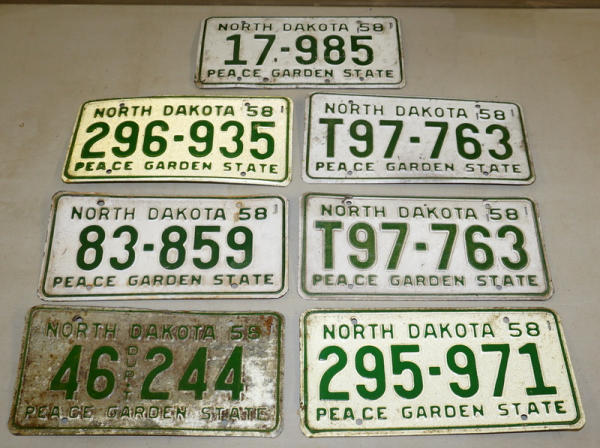 NORTH DAKOTA 58
17-985
PEACE GARDEN STATE
NORTH DAKOTA 58
296-935
PEACE GARDEN STATE
NORTH DAKOTA 58
T97-763
PEACE GARDEN STATE
NORTH DAKOTA 58
83-859
PEACE GARDEN STATE
NORTH DAKOTA 58
T97-763
PEACE GARDEN STATE
NORTH DAKOTA 58
46 244
PEACE GARDEN STATE
NORTH DAKOTA 58
295-971
PEACE GARDEN STATE